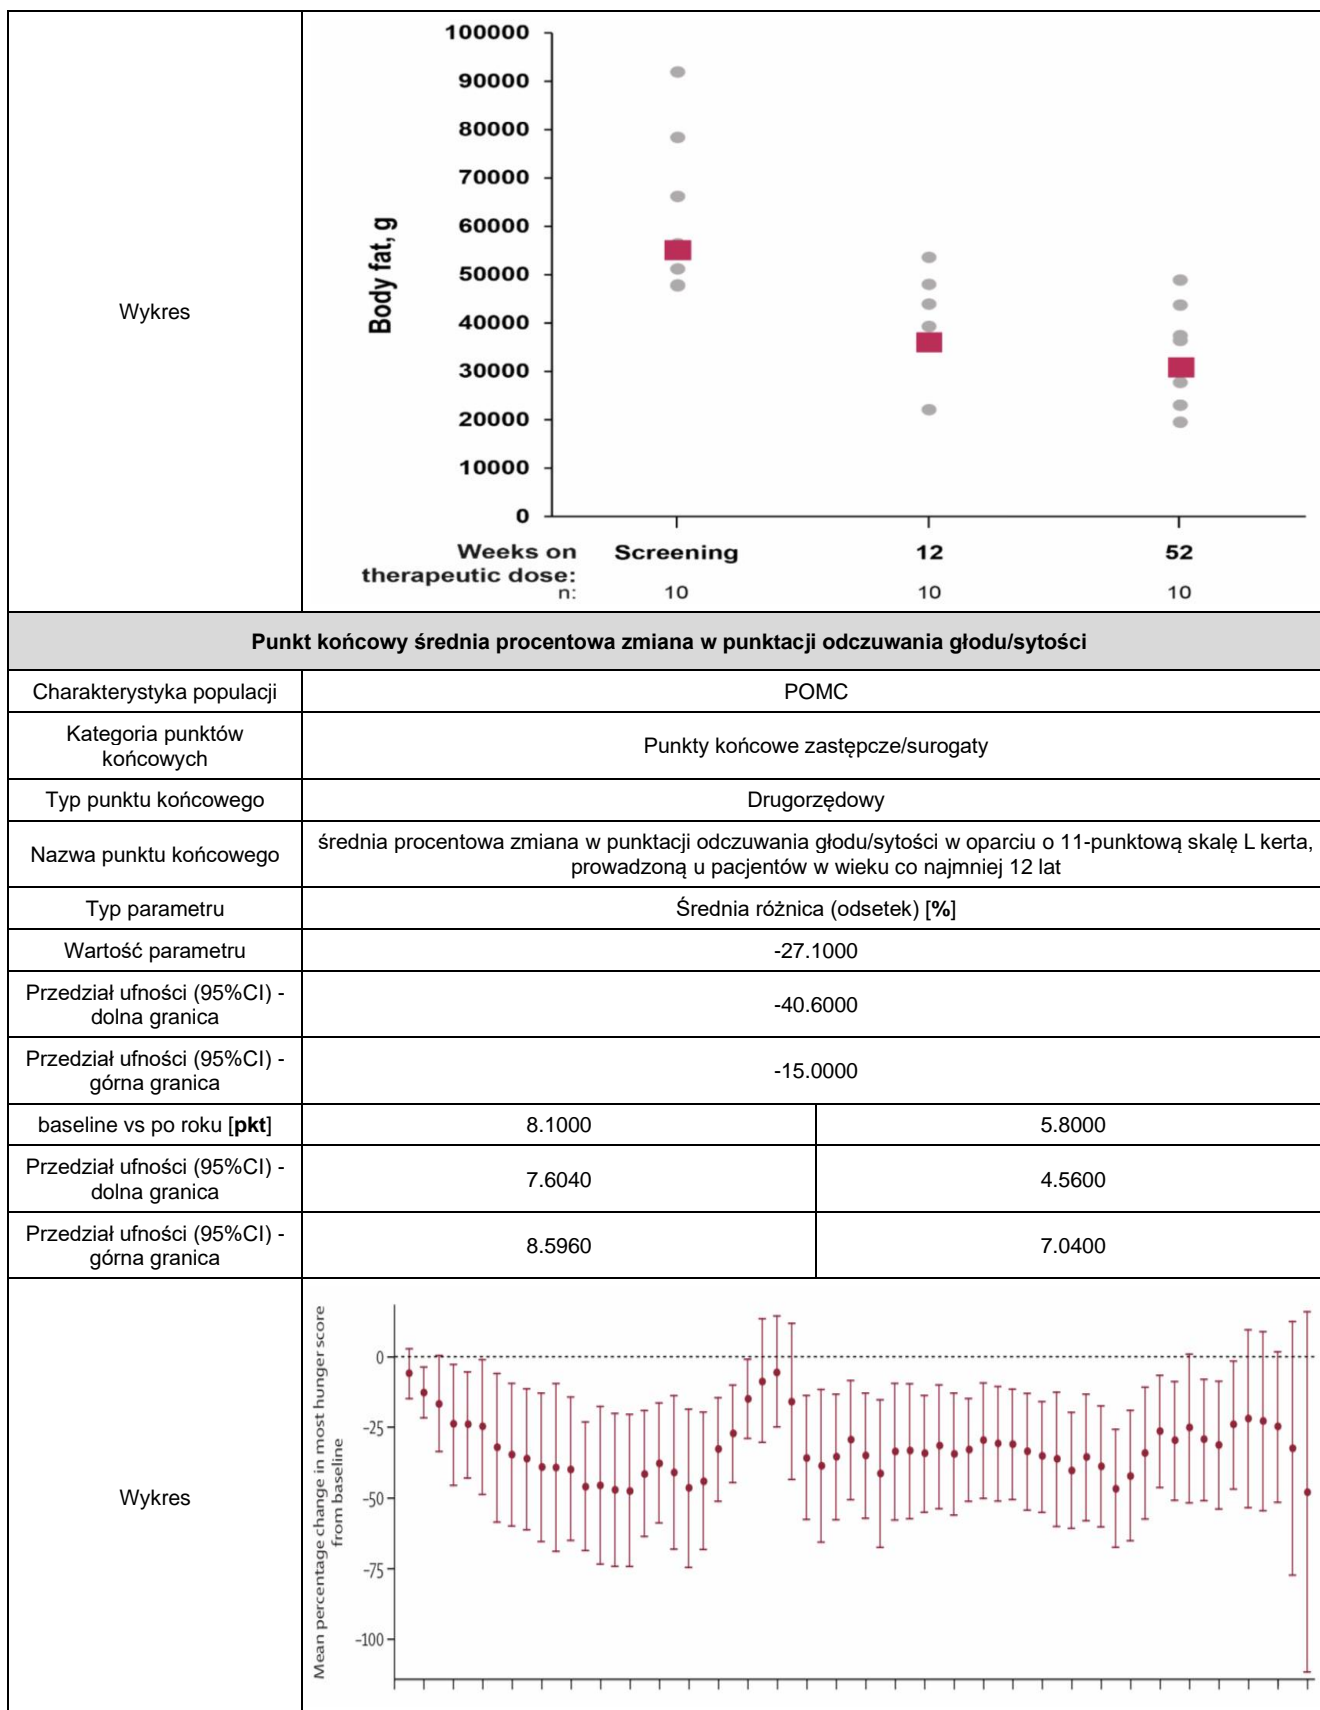 Wykres
100000
90000
80000
70000
60000
50000
40000
30000
20000
10000
0
Body fat, g
Weeks on therapeutic dose:
Screening 12 52
n: 10 10 10
Punkt końcowy średnia procentowa zmiana w punktacji odczuwania głodu/sytości
Charakterystyka populacji POMC
Kategoria punktów końcowych Punkty końcowe zastępcze/surogaty
Typ punktu końcowego Drugorzędowy
Nazwa punktu końcowego średnia procentowa zmiana w punktacji odczuwania głodu/sytości w oparciu o 11-punktową skalę L kerta,
prowadzoną u pacjentów w wieku co najmniej 12 lat
Typ parametru Średnia różnica (odsetek) [%]
Wartość parametru -27.1000
Przedział ufności (95%CI) -
dolna granica -40.6000
Przedział ufności (95%CI) -
górna granica -15.0000
baseline vs po roku [pkt] 8.1000 5.8000
Przedział ufności (95%CI) -
dolna granica 7.6040 4.5600
Przedział ufności (95%CI) -
górna granica 8.5960 7.0400
Wykres
Mean percentage change in most hunger score
from baseline
0
-25
-50
-75
-100